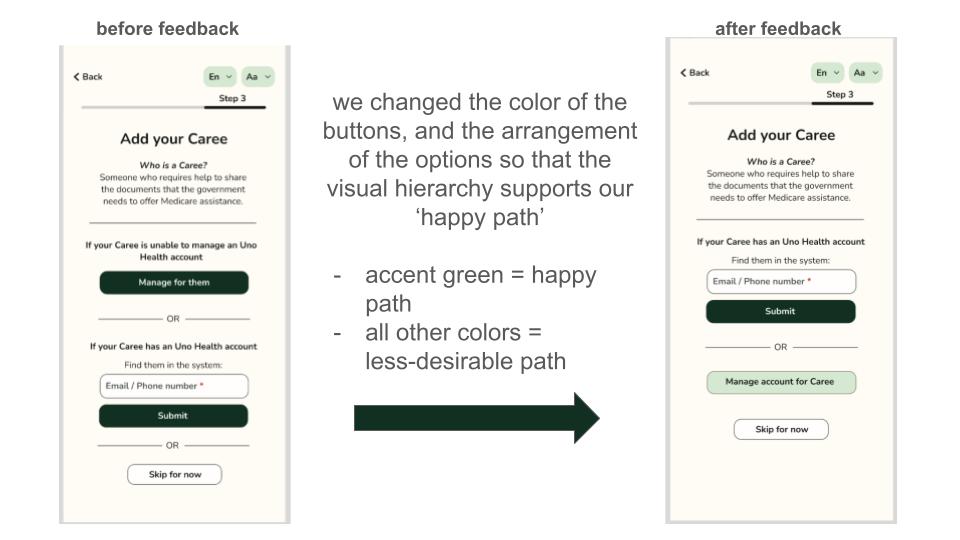 before feedback
Back
En
Aa
Step 3
Add your Caree
Who is a Caree?
Someone who requires help to share
the documents that the government
needs to offer Medicare assistance.
If your Caree is unable to manage an Uno
Health account
Manage for them
OR
If your Caree has an Uno Health account
Find them in the system:
Email / Phone number *
Submit
OR
Skip for now
we changed the color of the
buttons, and the arrangement
of the options so that the
visual hierarchy supports our
‘happy path’
- accent green = happy
path
- all other colors =
less-desirable path
after feedback
Back
En
Aa
Step 3
Add your Caree
Who is a Caree?
Someone who requires help to share
the documents that the government
needs to offer Medicare assistance.
If your Caree has an Uno Health account
Find them in the system:
Email / Phone number *
Submit
OR
Manage account for Caree
Skip for now